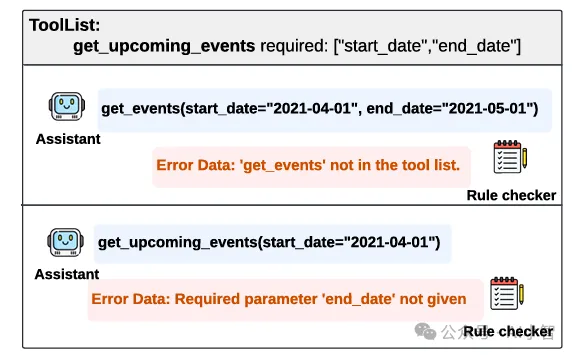 ToolList:
get_upcoming_events required: ["start_date","end_date"]
get_events(start_date="2021-04-01", end_date="2021-05-01")
Assistant
Error Data: 'get_events' not in the tool list.
Rule checker
get_upcoming_events(start_date="2021-04-01")
Assistant
Error Data: Required parameter 'end_date' not given
Rule checker
公众号
小智